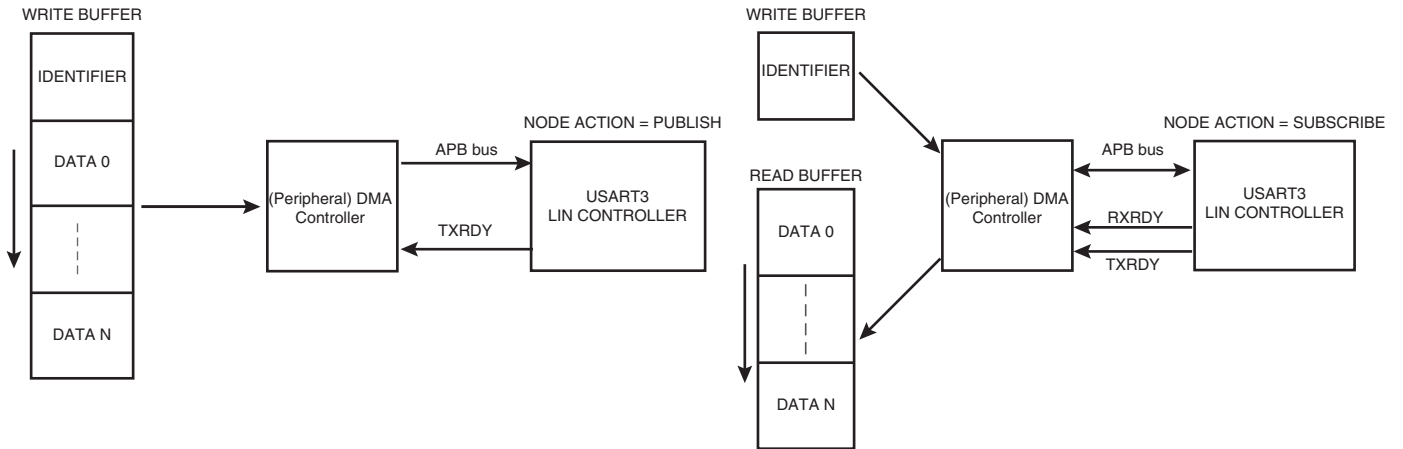 WRITE BUFFER
IDENTIFIER
DATA 0
DATA N
(Peripheral) DMA
Controller
APB bus
TXRDY
NODE ACTION = PUBLISH
USART3
LIN CONTROLLER
WRITE BUFFER
IDENTIFIER
READ BUFFER
DATA 0
DATA N
(Peripheral) DMA
Controller
APB bus
RXRDY
TXRDY
NODE ACTION = SUBSCRIBE
USART3
LIN CONTROLLER